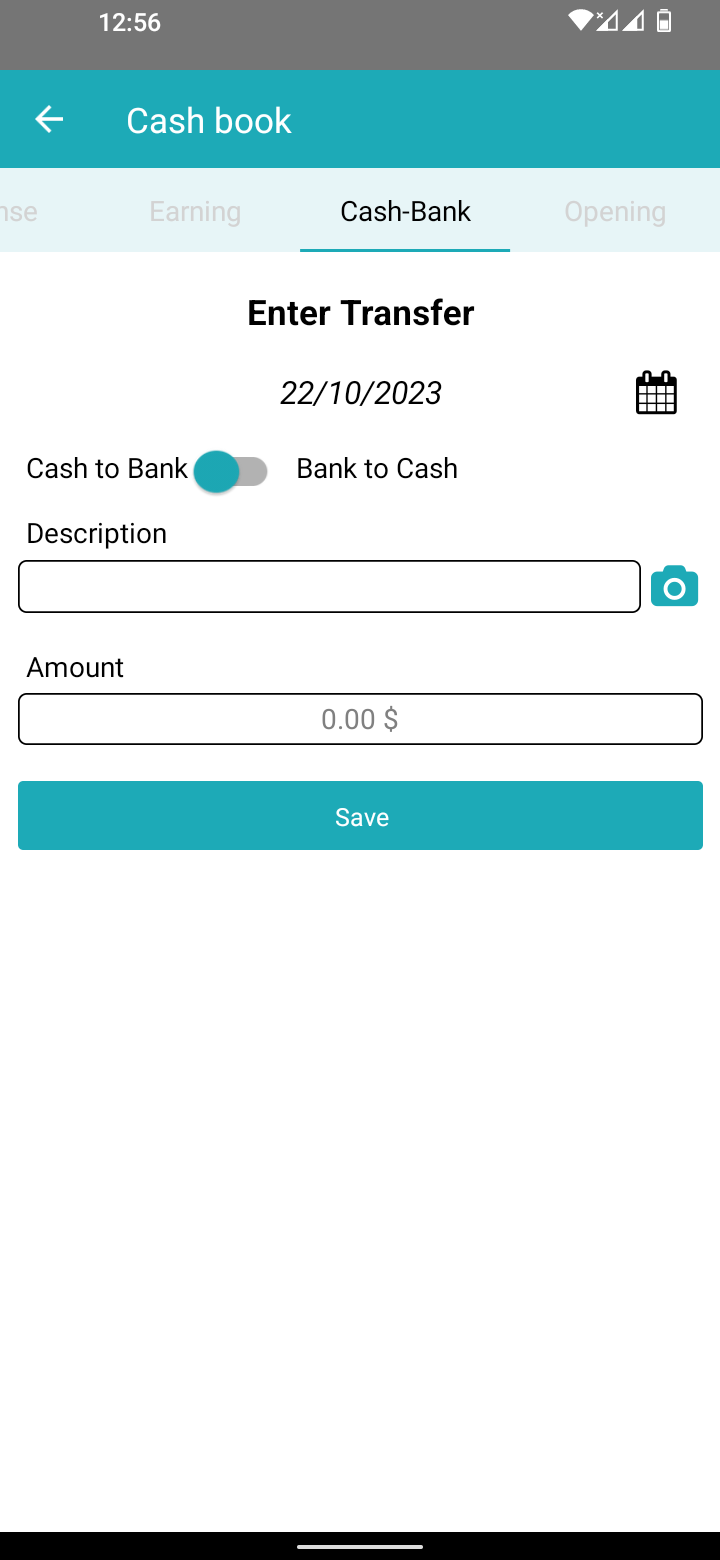 12:56
Cash book
nse Earning Cash-Bank Opening
Enter Transfer
22/10/2023
Cash to Bank Bank to Cash
Description
Amount
0.00 $
Save